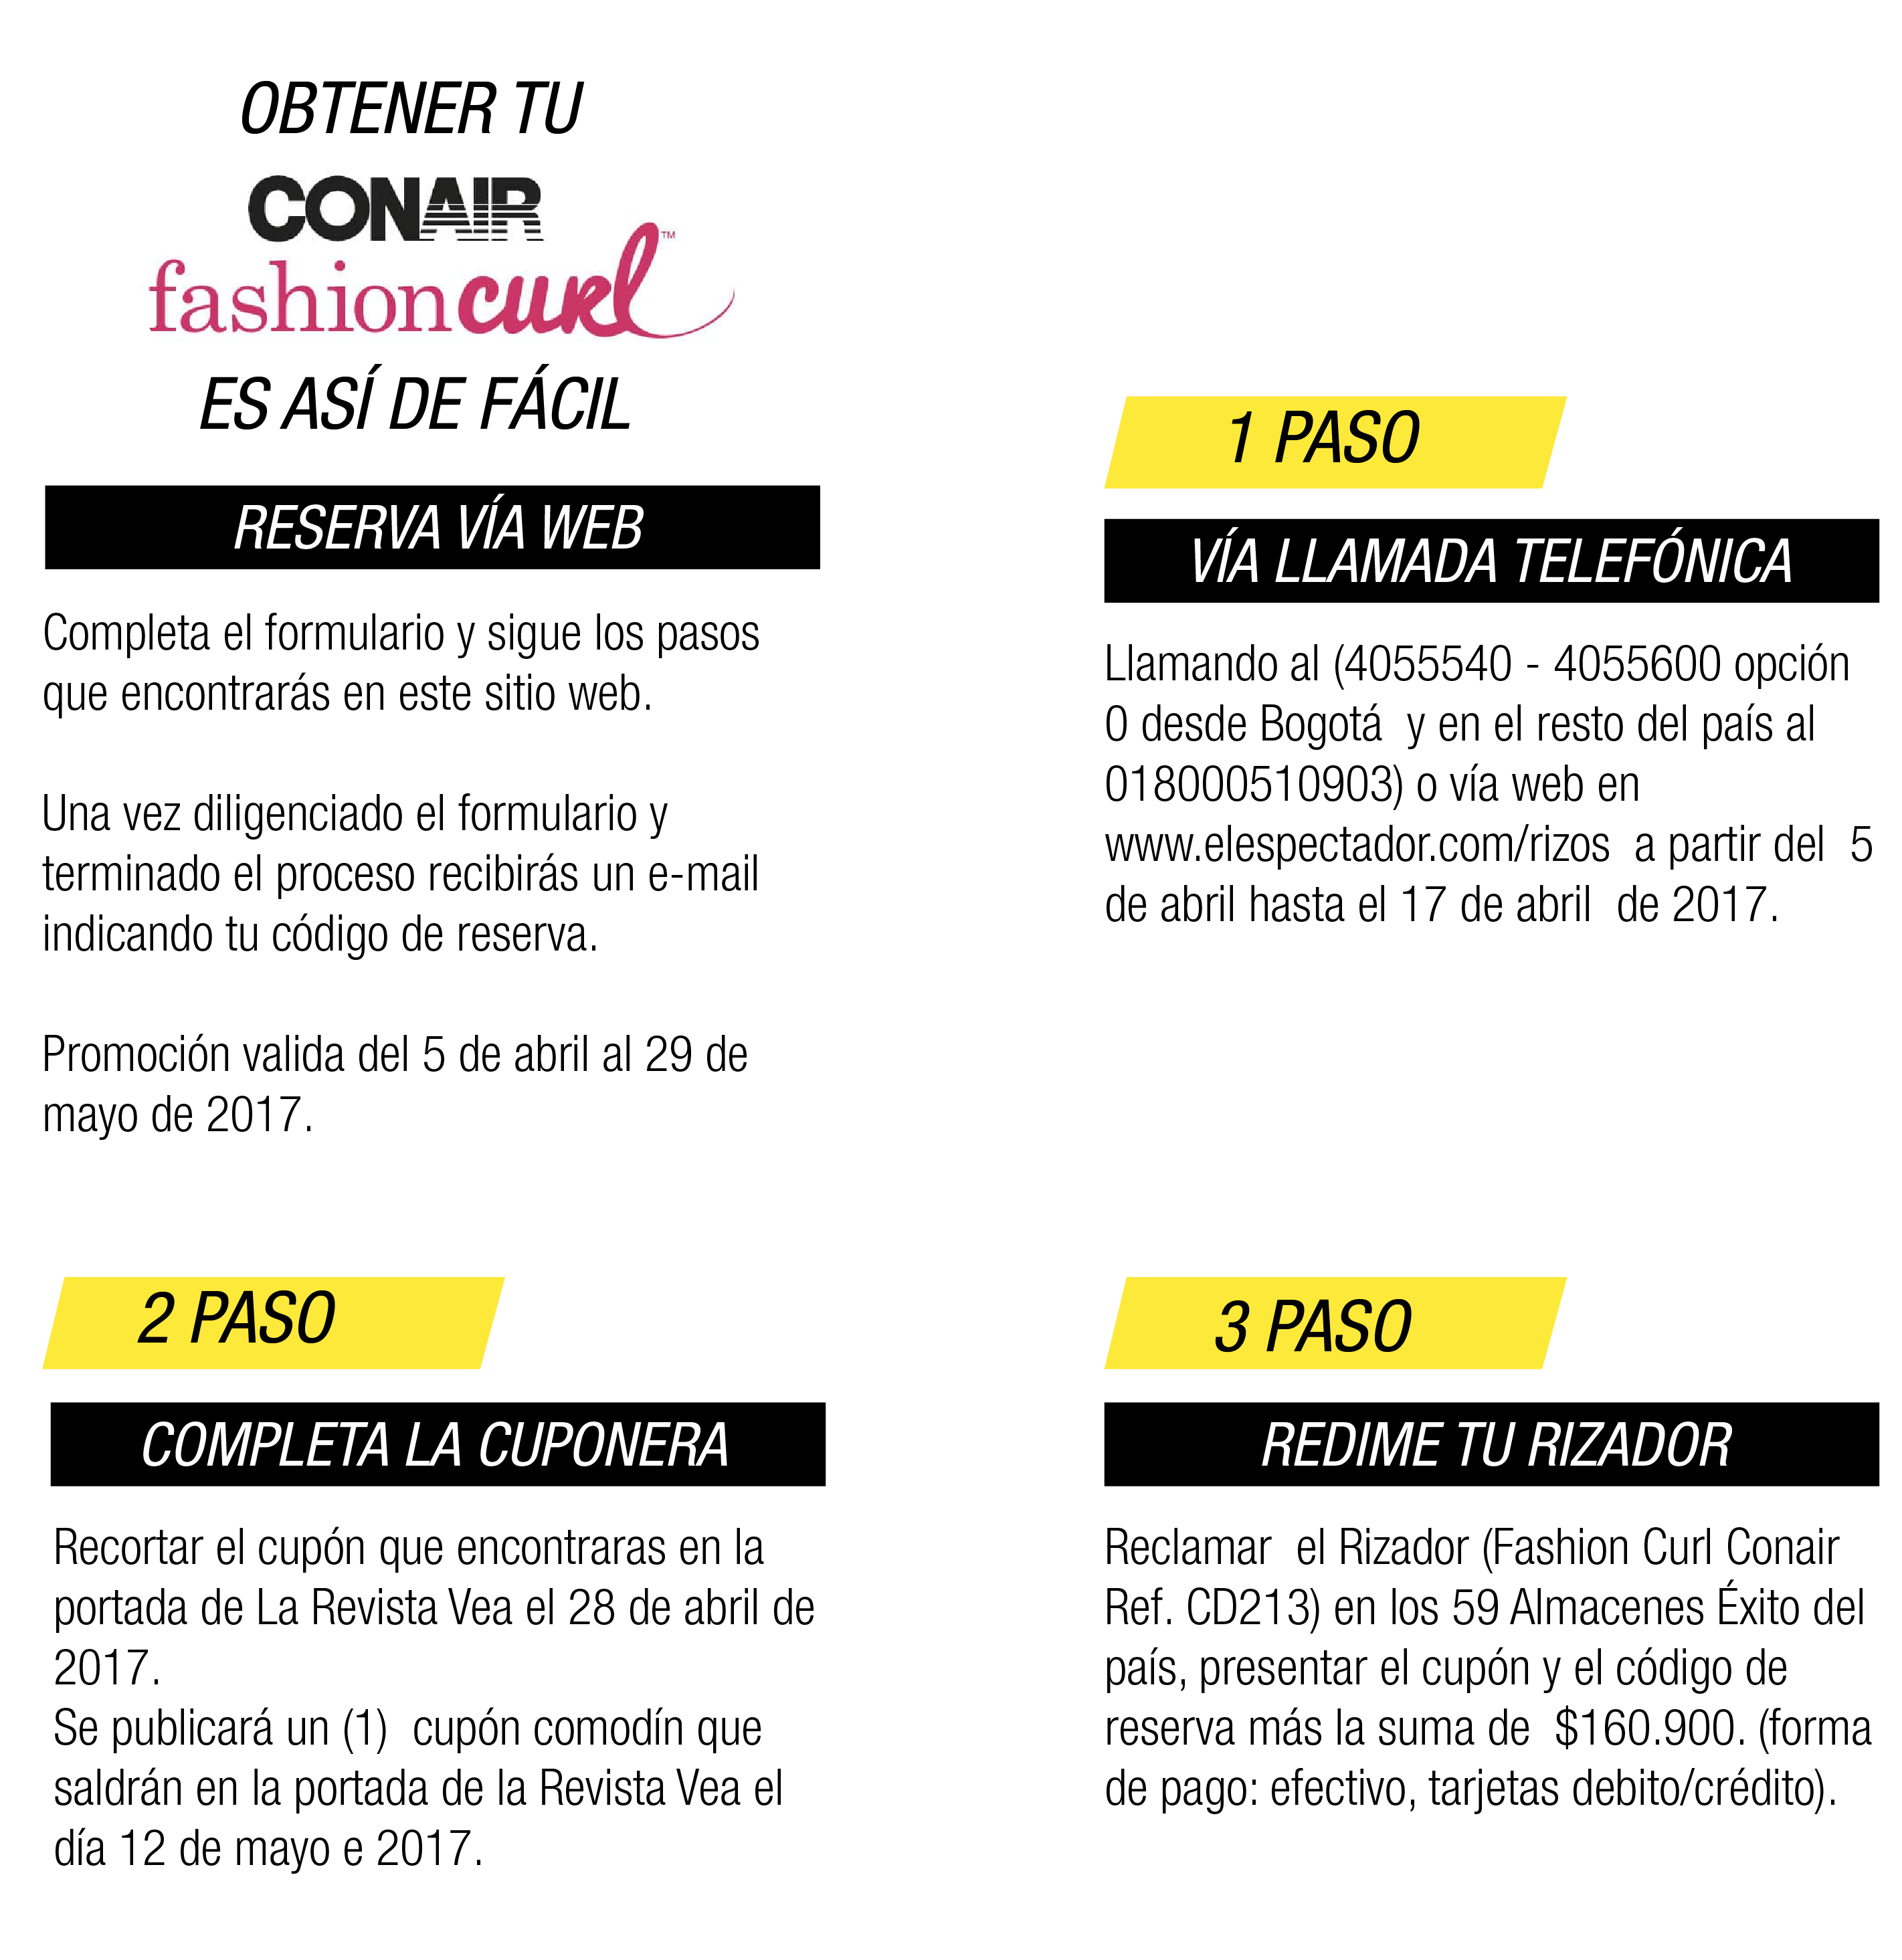 OBTENER TU
CONAIR
fashioncurl™
ES ASÍ DE FÁCIL
RESERVA VÍA WEB
Completa el formulario y sigue los pasos
que encontrarás en este sitio web.
Una vez diligenciado el formulario y
terminado el proceso recibirás un e-mail
indicando tu código de reserva.
Promoción valida del 5 de abril al 29 de
mayo de 2017.
1 PASO
VÍA LLAMADA TELEFÓNICA
Llamando al (4055540 - 4055600 opción
0 desde Bogotá y en el resto del país al
018000510903) o vía web en
www.elespectador.com/rizos a partir del 5
de abril hasta el 17 de abril de 2017.
2 PASO
COMPLETA LA CUPONERA
Recortar el cupón que encontraras en la
portada de La Revista Vea el 28 de abril de
2017.
Se publicará un (1) cupón comodín que
saldrán en la portada de la Revista Vea el
día 12 de mayo e 2017.
3 PASO
REDIME TU RIZADOR
Reclamar el Rizador (Fashion Curl Conair
Ref. CD213) en los 59 Almacenes Éxito del
país, presentar el cupón y el código de
reserva más la suma de $160.900. (forma
de pago: efectivo, tarjetas debito/crédito).